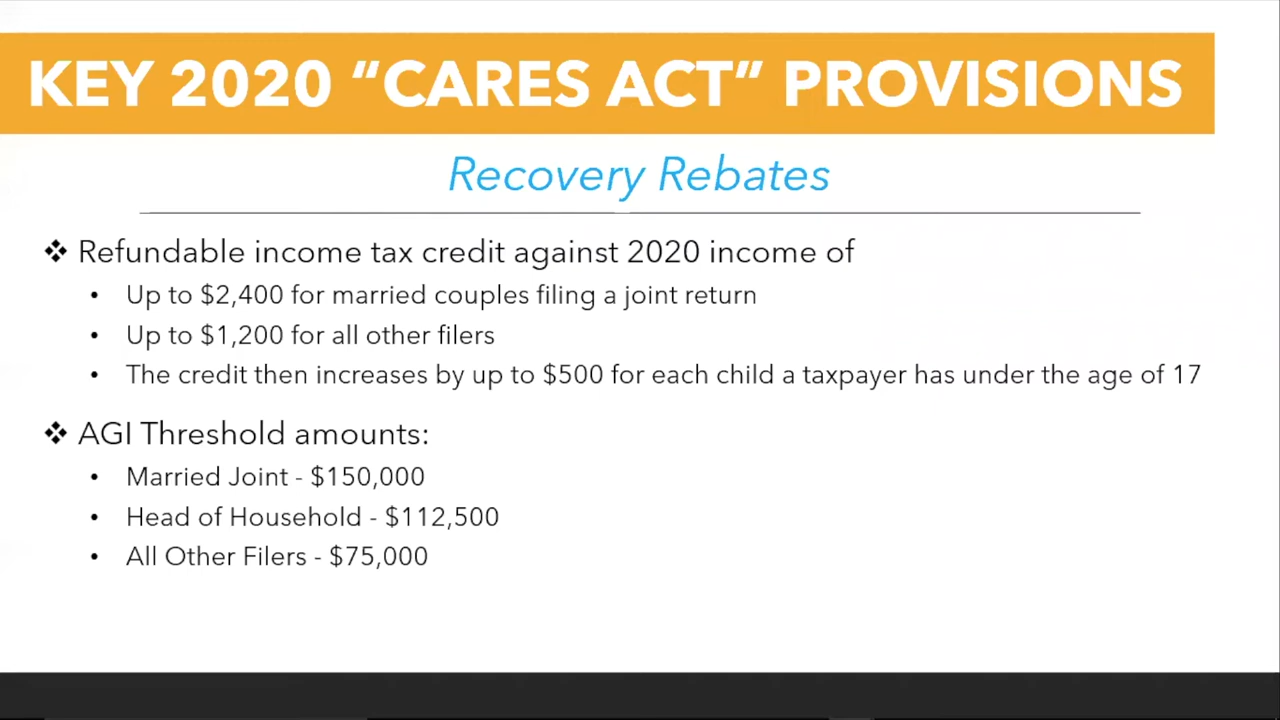 KEY 2020 “CARES ACT” PROVISIONS
Recovery Rebates
❖ Refundable income tax credit against 2020 income of
• Up to $2,400 for married couples filing a joint return
• Up to $1,200 for all other filers
• The credit then increases by up to $500 for each child a taxpayer has under the age of 17
❖ AGI Threshold amounts:
• Married Joint - $150,000
• Head of Household - $112,500
• All Other Filers - $75,000